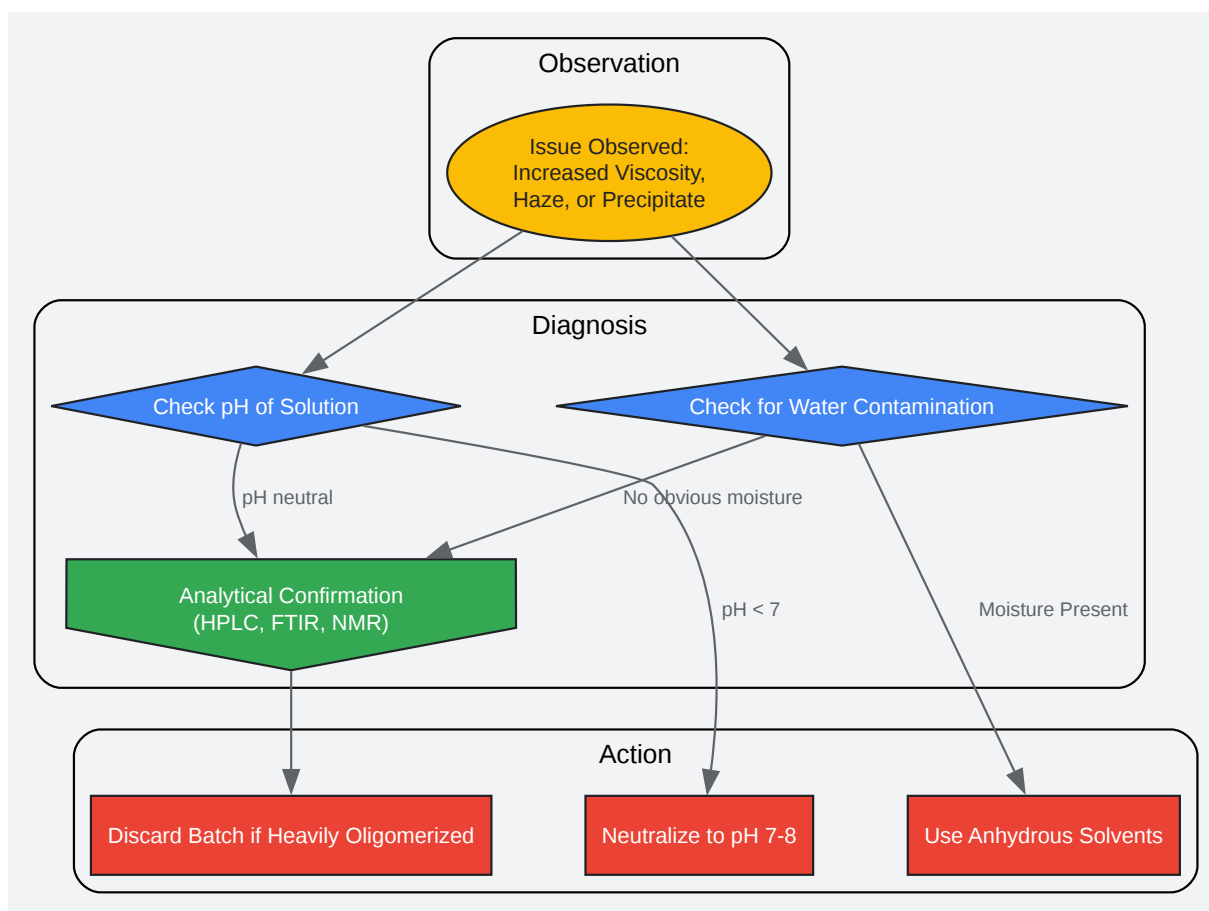 Observation
Issue Observed:
Increased Viscosity,
Haze, or Precipitate
Diagnosis
Check pH of Solution
Check for Water Contamination
pH neutral
No obvious moisture
Analytical Confirmation
(HPLC, FTIR, NMR)
pH < 7
Moisture Present
Action
Discard Batch if Heavily Oligomerized
Neutralize to pH 7-8
Use Anhydrous Solvents